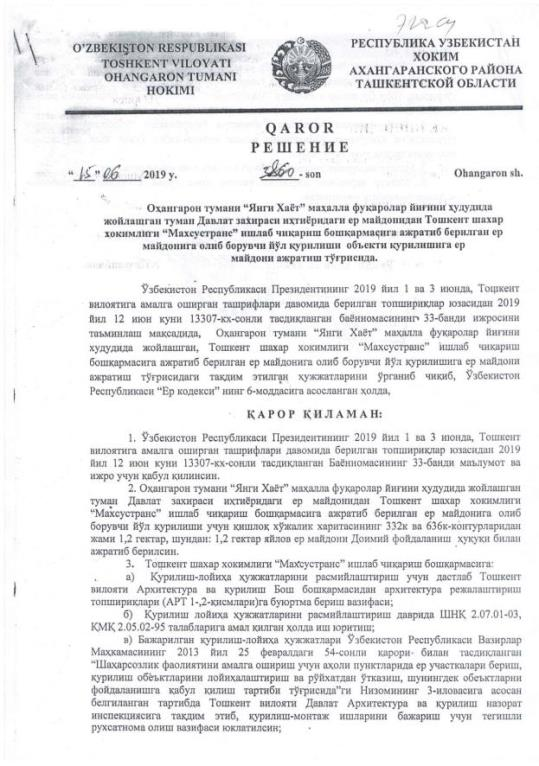 O'ZBEKISTON RESPUBLIKASI
TOSHKENT VILOYATI
OHANGARON TUMANI
HOKIMI
РЕСПУБЛИКА УЗБЕКИСТАН
ХОКИМ
АХАНГАРАНСКОГО РАЙОНА
ТАШКЕНТСКОЙ ОБЛАСТИ
QAROR
РЕШЕНИЕ
“15” 06 2019 y.
- son
Ohangaron sh.
Оҳангарон тумани “Янги Хаёт” маҳалла фуқаролар йиғини ҳудудида
жойлашган туман Давлат захираси ихтиёридаги ер майдонидан Тошкент шаҳар
хокимлиги “Махсустранс” ишлаб чиқариш бошқармасига ажратиб берилган ер
майдонига олиб борувчи йўл қурилиши объекти қурилишига ер
майдони ажратиш тўғрисида.
Ўзбекистон Республикаси Президентининг 2019 йил 1 ва 3 июнда, Тошкент
вилоятига амалга оширган ташрифлари давомида берилган топшириқлар юзасидан 2019
йил 12 июн куни 13307-кх-сонли тасдиқланган баённомасининг 33-банди ижросини
таъминлаш мақсадида, Оҳангарон тумани “Янги Хаёт” маҳалла фуқаролар йиғини
худудида жойлашган, Тошкент шаҳар хокимлиги “Махсустранс” ишлаб чиқариш
бошқармасига ажратиб берилган ер майдонига олиб борувчи йўл қурилишига ер майдони
ажратиш тўғрисидаги тақдим этилган ҳужжатларини ўрганиб чиқиб, Ўзбекистон
Республикаси “Ер кодекси” нинг 6-моддасига асосланган ҳолда,
ҚАРОР ҚИЛАМАН:
1. Ўзбекистон Республикаси Президентининг 2019 йил 1 ва 3 июнда, Тошкент
вилоятига амалга оширган ташрифлари давомида берилган топшириқлар юзасидан 2019
йил 12 июн куни 13307-кх-сонли тасдиқланган Баённомасининг 33-банди маълумот ва
ижро учун қабул қилинсин.
2. Оҳангарон тумани “Янги Хаёт” маҳалла фуқаролар йиғини ҳудудида жойлашган
туман Давлат захираси ихтиёридаги ер майдонидан Тошкент шаҳар хокимлиги
“Махсустранс” ишлаб чиқариш бошқармасига ажратиб берилган ер майдонига олиб
борувчи йўл қурилиши учун қишлоқ хўжалик харитасининг 332к ва 636к-контурларидан
жами 1,2 гектар, шундан: 1,2 гектар яйлов ер майдони Доимий фойдаланиш ҳуқуқи билан
ажратиб берилсин.
3. Тошкент шаҳар хокимлиги “Махсустранс” ишлаб чиқариш бошқармасига:
а) Қурилиш-лойиҳа ҳужжатларини расмийлаштириш учун дастлаб Тошкент
вилояти Архитектура ва қурилиш Бош бошқармасидан архитектура режалаштириш
топшириқлари (АРТ 1-,2-қисмлари)га буюртма бериш вазифаси;
б) Қурилиш лойиҳа ҳужжатларини расмийлаштириш даврида ШНҚ 2.07.01-03,
ҚМҚ 2.05.02-95 талабларига амал қилган ҳолда иш юритиш;
в) Бажарилган қурилиш-лойиҳа ҳужжатлари Ўзбекистон Республикаси Вазирлар
Маҳкамасининг 2013 йил 25 февралдаги 54-сонли қарори билан тасдиқланган
“Шаҳарсозлик фаолиятини амалга ошириш учун аҳоли пунктларида ер участкалари бериш,
қурилиш объектларини лойиҳалаштириш ва рўйхатдан ўтказиш, шунингдек обеъктларни
фойдаланишга қабул қилиш тартиби тўғрисида”ги Низомининг 3-иловасига асосан
белгиланган тартибда Тошкент вилояти Давлат Архитектура ва қурилиш назорат
инспекциясига тақдим этиб, қурилиш-монтаж ишларини бажариш учун тегишли
рухсатнома олиш вазифаси юклатилсин;